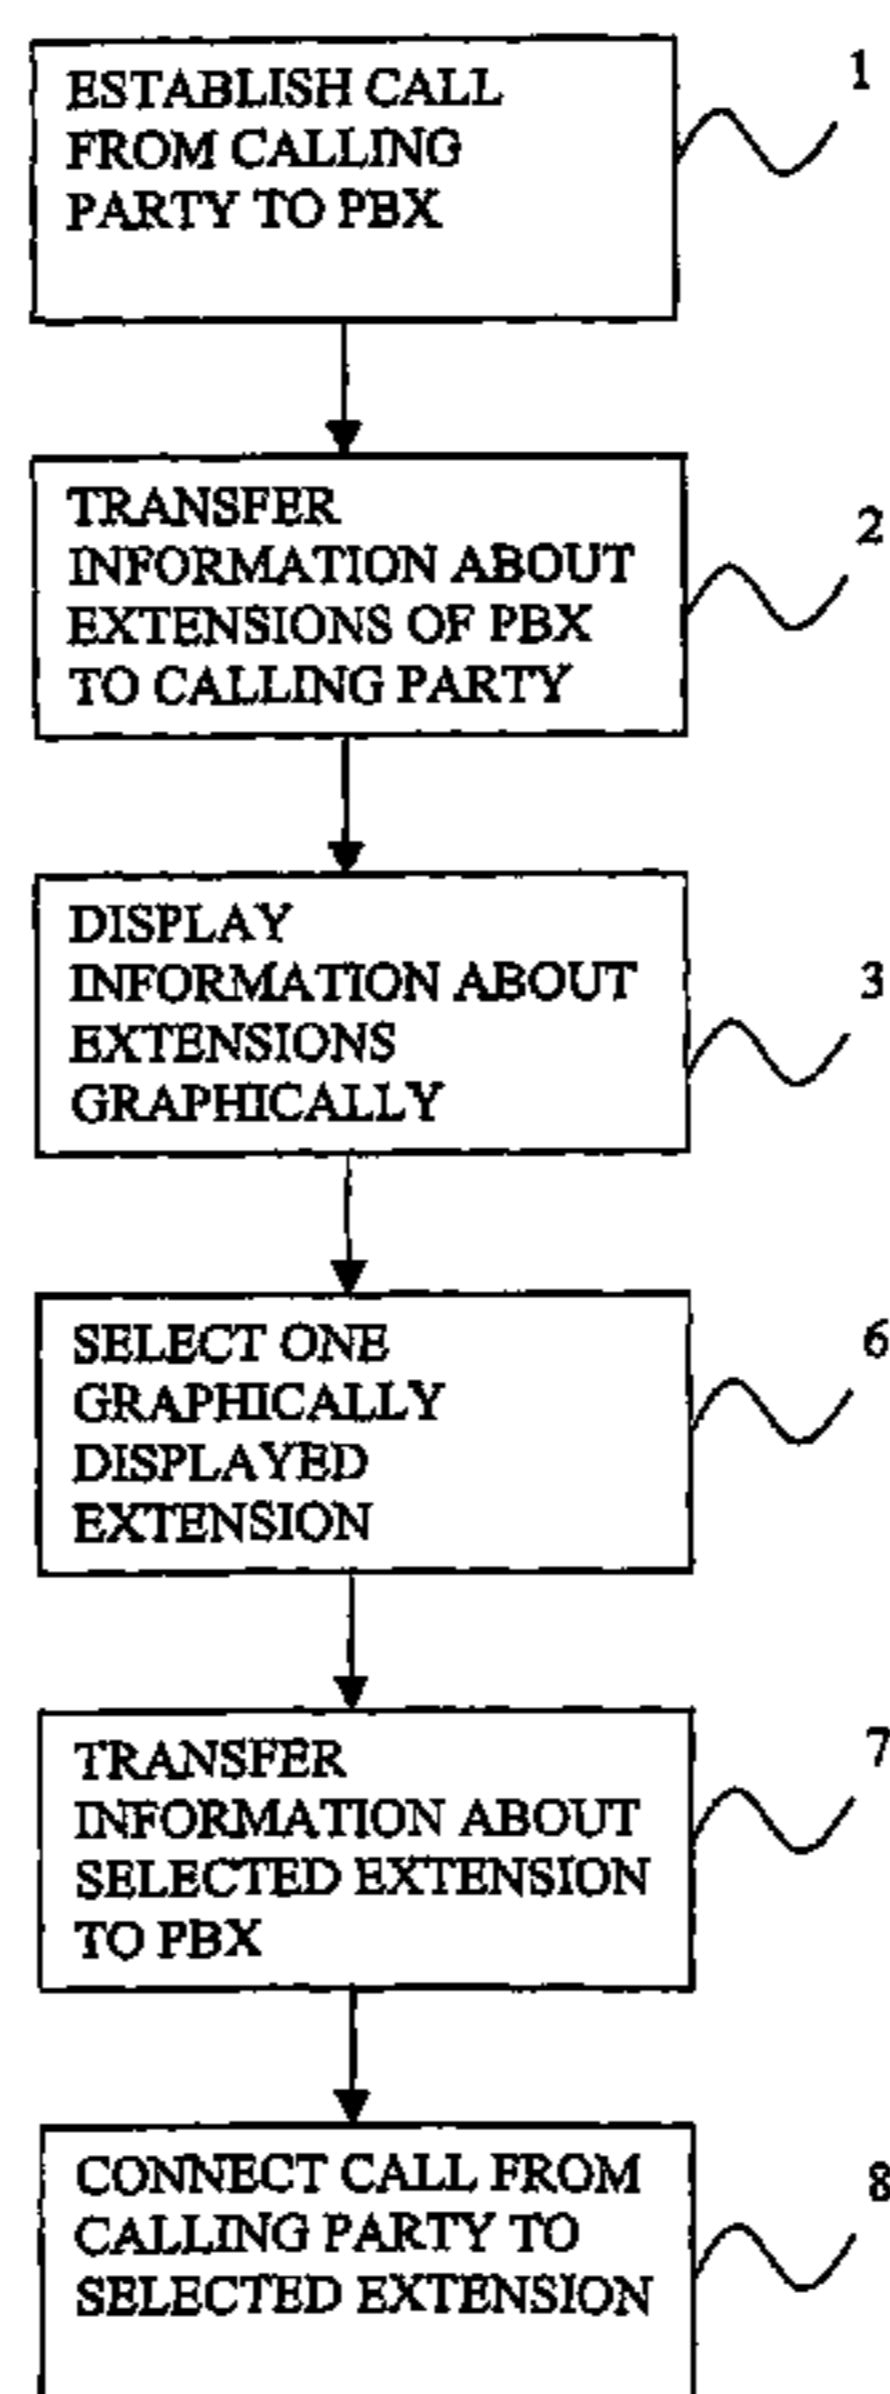 ESTABLISH CALL
FROM CALLING
PARTY TO PBX
1
TRANSFER
INFORMATION ABOUT
EXTENSIONS OF PBX
TO CALLING PARTY
2
DISPLAY
INFORMATION ABOUT
EXTENSIONS
GRAPHICALLY
3
SELECT ONE
GRAPHICALLY
DISPLAYED
EXTENSION
6
TRANSFER
INFORMATION ABOUT
SELECTED EXTENSION
TO PBX
7
CONNECT CALL FROM
CALLING PARTY TO
SELECTED EXTENSION
8